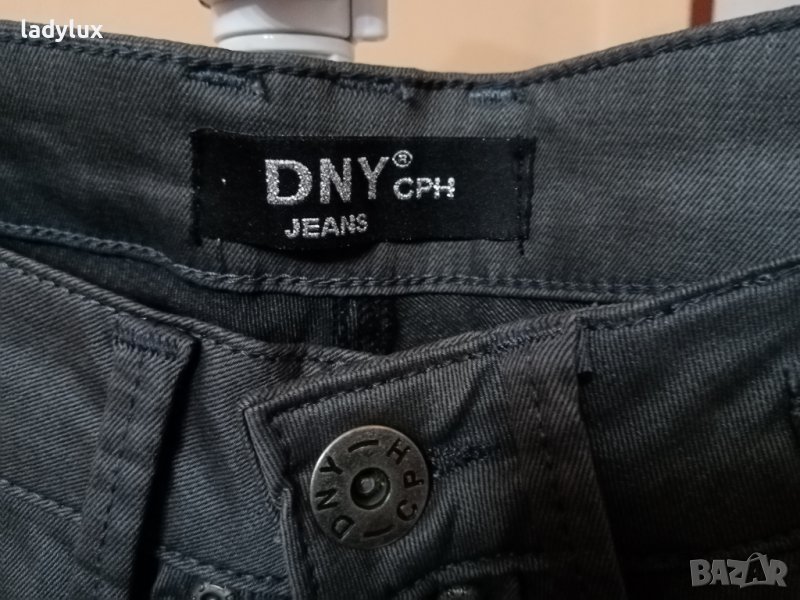 ladylux
DNY® CPH
JEANS
DNY CPH
BAZAR